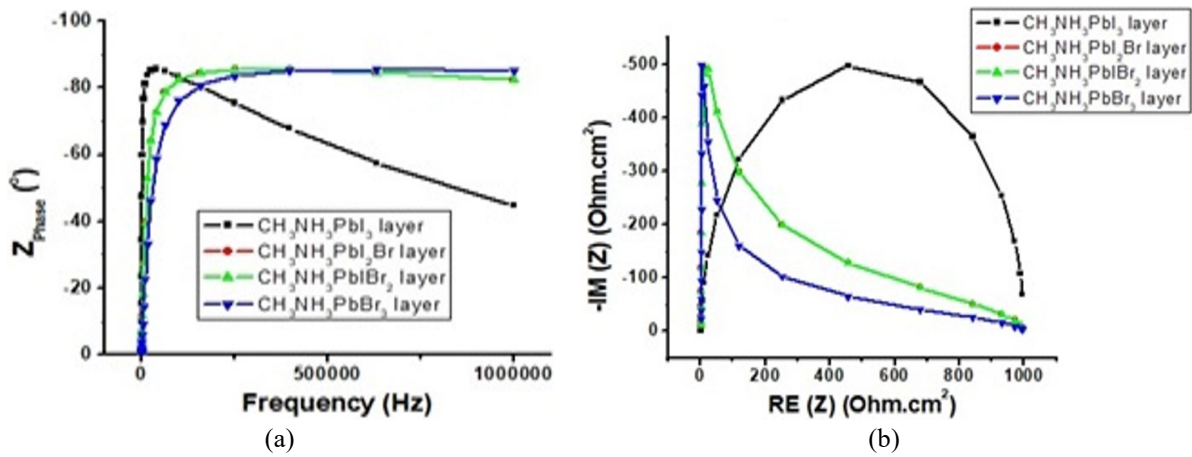 -100
-80
-60
-40
-20
0
Z_Phase (°)
CH₃NH₃PbI₃ layer
CH₃NH₃PbI₂Br layer
CH₃NH₃PbIBr₂ layer
CH₃NH₃PbBr₃ layer
0 500000 1000000
Frequency (Hz)
(a)
CH₃NH₃PbI₃ layer
CH₃NH₃PbI₂Br layer
CH₃NH₃PbIBr₂ layer
CH₃NH₃PbBr₃ layer
-500
-400
-300
-200
-100
0
-IM (Z) (Ohm.cm²)
0 200 400 600 800 1000
RE (Z) (Ohm.cm²)
(b)